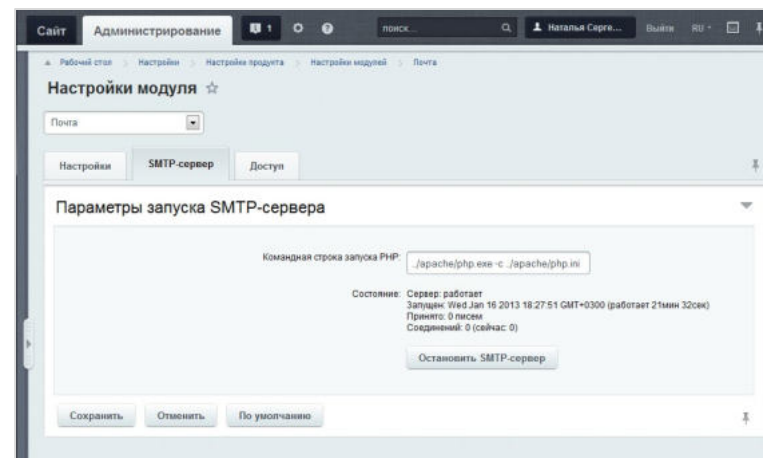 Сайт Администрирование 1 поиск... Наталья Серге... Выйти RU
Рабочий стол Настройки Настройки продукта Настройки модулей Почта
Настройки модуля
Почта
Настройки SMTP-сервер Доступ
Параметры запуска SMTP-сервера
Командная строка запуска PHP: ../apache/php.exe -c ../apache/php.ini
Состояние: Сервер: работает
Запущен: Wed Jan 16 2013 18:27:51 GMT+0300 (работает 21мин 32сек)
Принято: 0 писем
Соединений: 0 (сейчас: 0)
Остановить SMTP-сервер
Сохранить Отменить По умолчанию